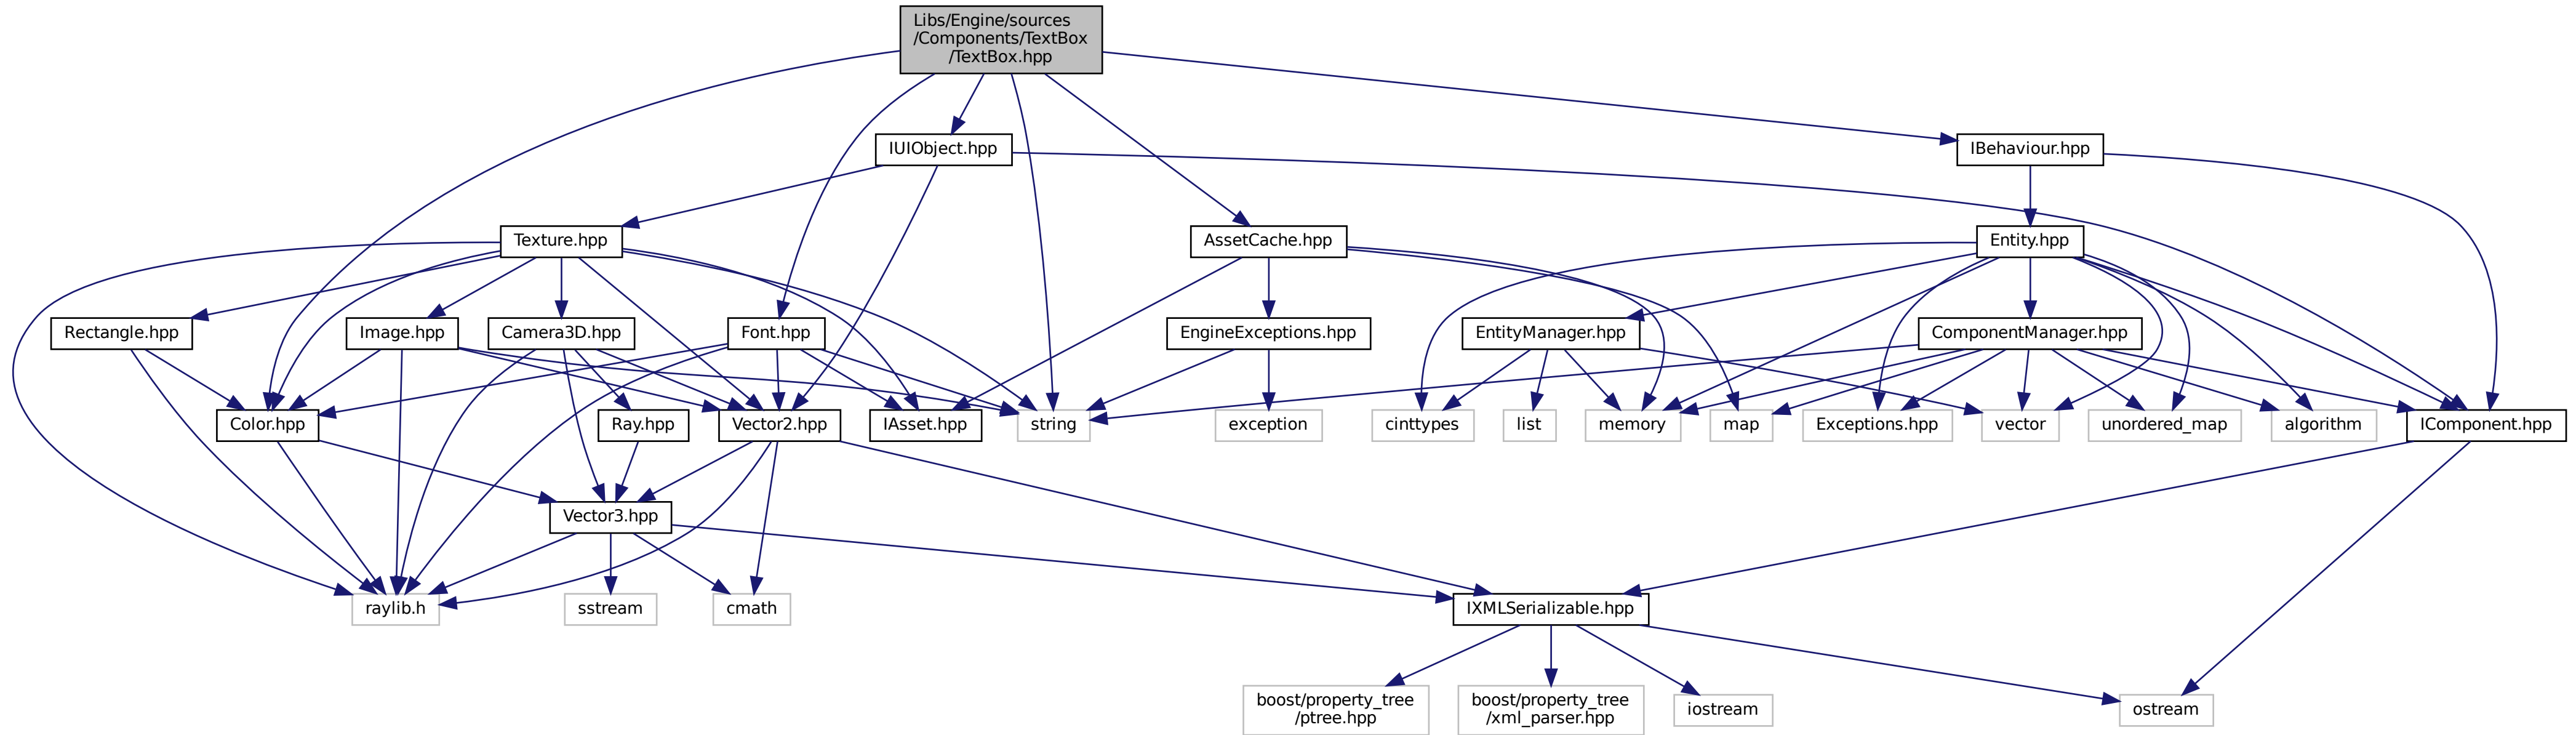 Libs/Engine/sources
/Components/TextBox
/TextBox.hpp
IUIObject.hpp
IBehaviour.hpp
Texture.hpp
AssetCache.hpp
Entity.hpp
Rectangle.hpp
Image.hpp
Camera3D.hpp
Font.hpp
EngineExceptions.hpp
EntityManager.hpp
ComponentManager.hpp
Color.hpp
Ray.hpp
Vector2.hpp
IAsset.hpp
string
exception
cinttypes
list
memory
map
Exceptions.hpp
vector
unordered_map
algorithm
IComponent.hpp
Vector3.hpp
raylib.h
sstream
cmath
IXMLSerializable.hpp
boost/property_tree
/ptree.hpp
boost/property_tree
/xml_parser.hpp
iostream
ostream